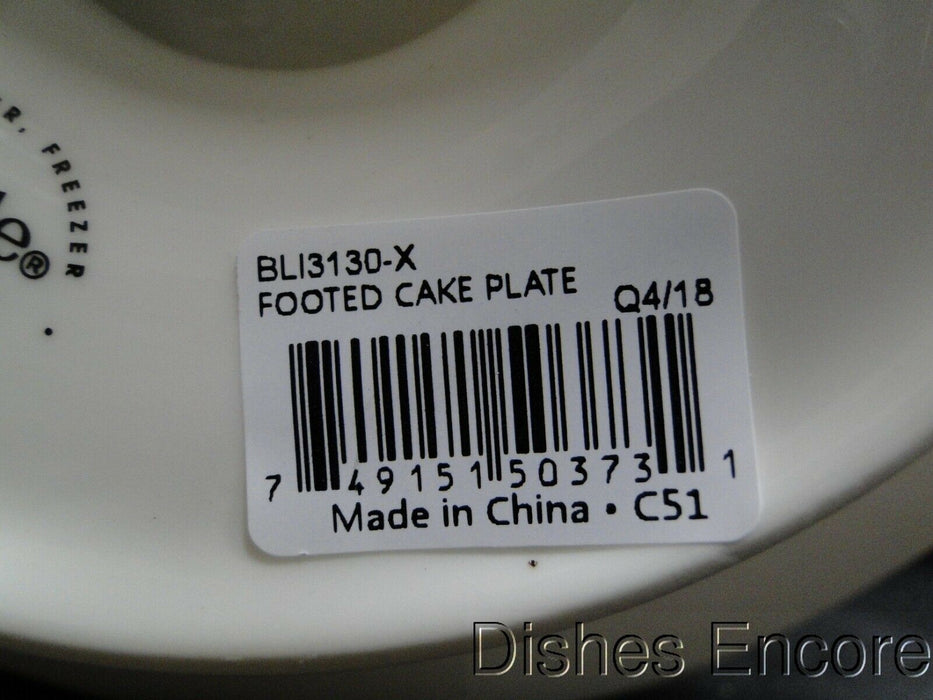 FREEZER
BLI3130-X
FOOTED CAKE PLATE
Q4/18
7 49151 50373 1
Made in China • C51
Dishes Encore